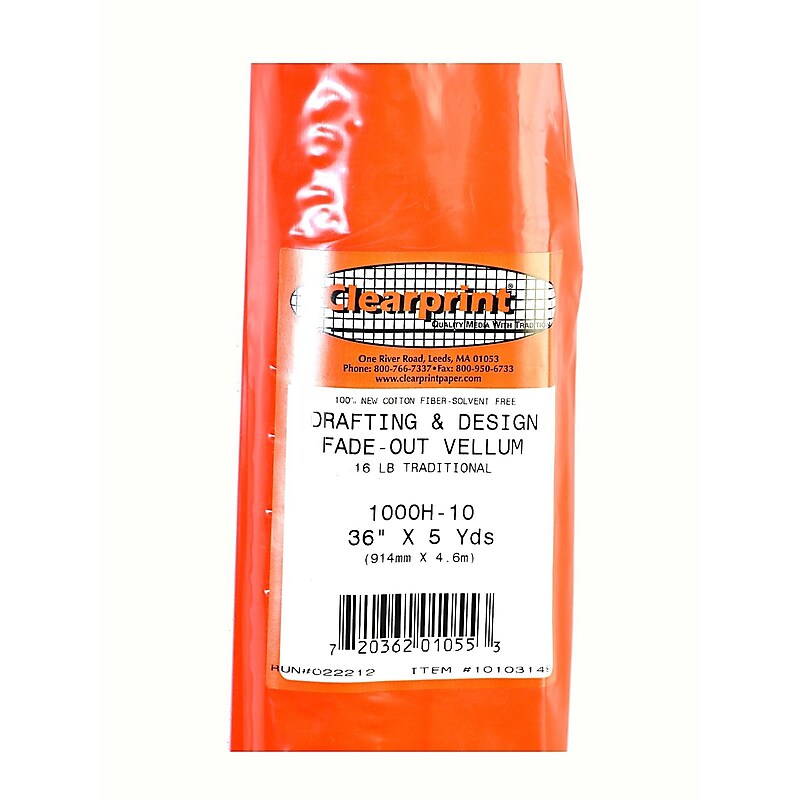 Clearprint®
QUALITY MEDIA WITH TRADITIO
One River Road, Leeds, MA 01053
Phone: 800-766-7337•Fax: 800-950-6733
www.clearprintpaper.com
100% NEW COTTON FIBER-SOLVENT FREE
DRAFTING & DESIGN
FADE-OUT VELLUM
16 LB TRADITIONAL
1000H-10
36" X 5 Yds
(914mm X 4.6m)
7 20362 01055 3
RUN#022212 ITEM #1010314